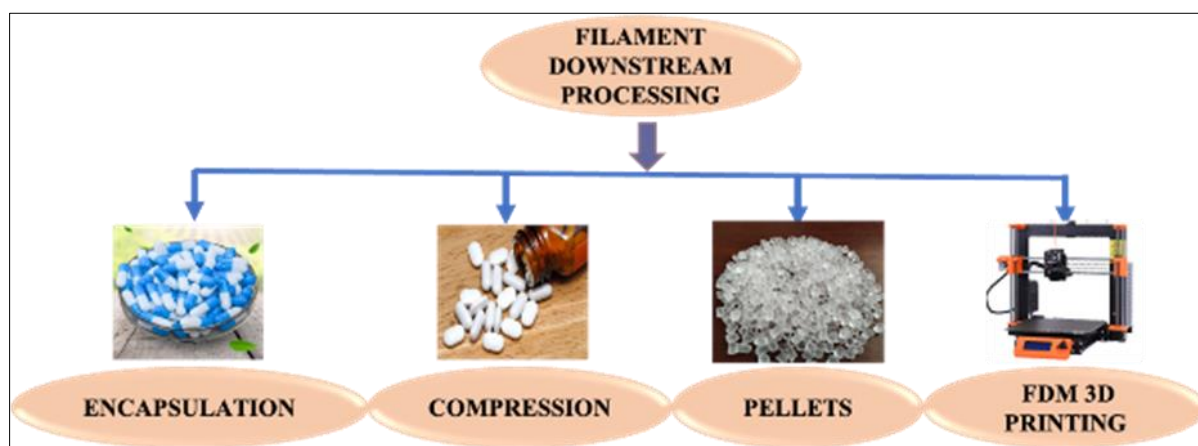 FILAMENT
DOWNSTREAM
PROCESSING
ENCAPSULATION
COMPRESSION
PELLETS
FDM 3D
PRINTING